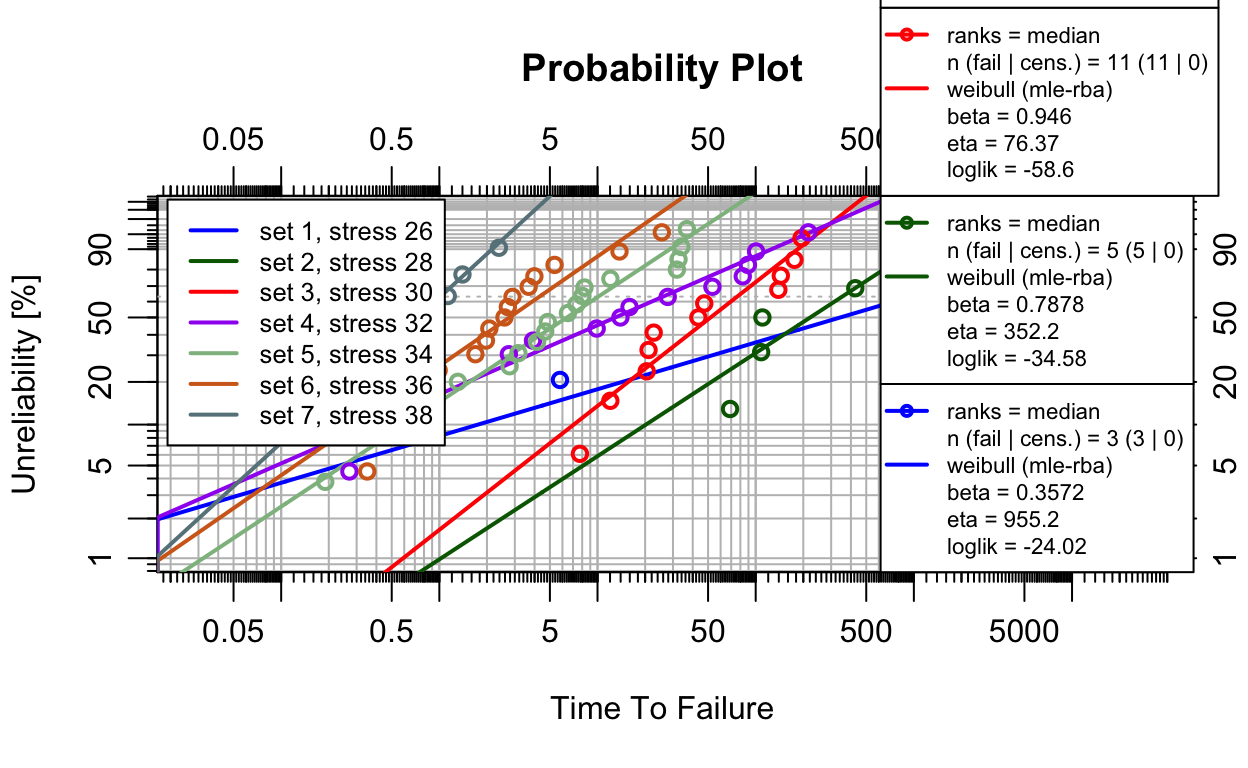 Probability Plot
0.05 0.5 5 50 500
ranks = median
n (fail | cens.) = 11 (11 | 0)
weibull (mle-rba)
beta = 0.946
eta = 76.37
loglik = -58.6
set 1, stress 26
set 2, stress 28
set 3, stress 30
set 4, stress 32
set 5, stress 34
set 6, stress 36
set 7, stress 38
ranks = median
n (fail | cens.) = 5 (5 | 0)
weibull (mle-rba)
beta = 0.7878
eta = 352.2
loglik = -34.58
ranks = median
n (fail | cens.) = 3 (3 | 0)
weibull (mle-rba)
beta = 0.3572
eta = 955.2
loglik = -24.02
Unreliability [%]
90
50
20
5
1
90
50
20
5
1
0.05 0.5 5 50 500 5000
Time To Failure